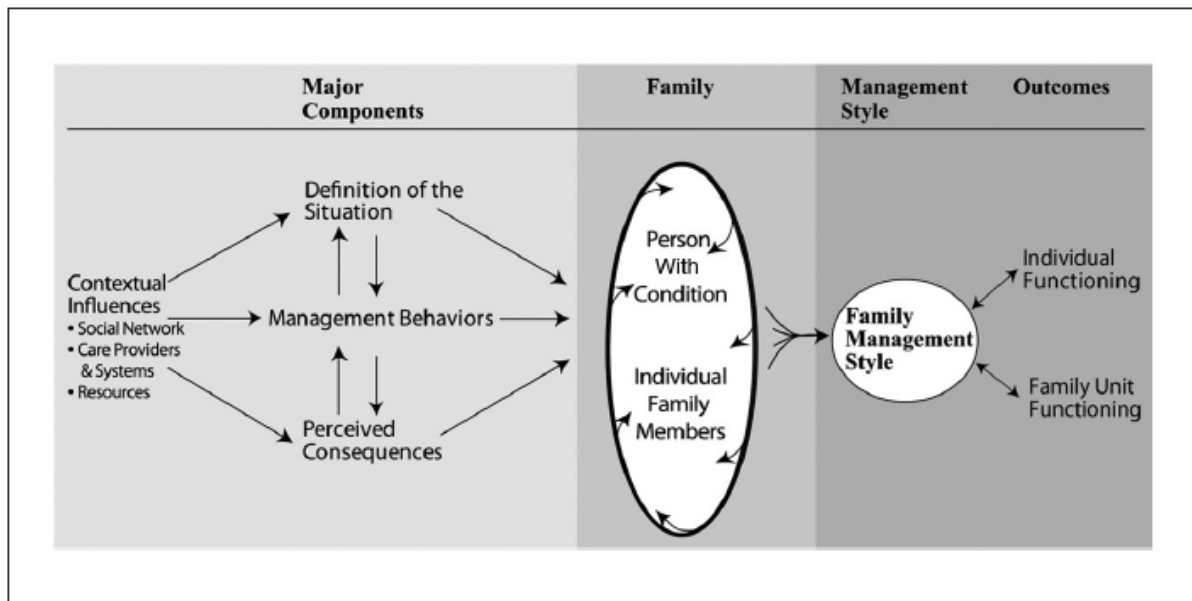 Major
Components
Family
Management
Style
Outcomes
Definition of the
Situation
Contextual
Influences
• Social Network
• Care Providers
& Systems
• Resources
Management Behaviors
Perceived
Consequences
Person
With
Condition
Individual
Family
Members
Family
Management
Style
Individual
Functioning
Family Unit
Functioning